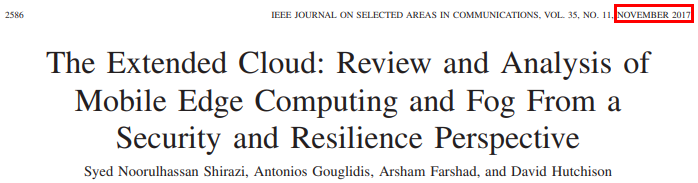 2586 IEEE JOURNAL ON SELECTED AREAS IN COMMUNICATIONS, VOL. 35, NO. 11, NOVEMBER 2017
The Extended Cloud: Review and Analysis of
Mobile Edge Computing and Fog From a
Security and Resilience Perspective
Syed Noorulhassan Shirazi, Antonios Gouglidis, Arsham Farshad, and David Hutchison